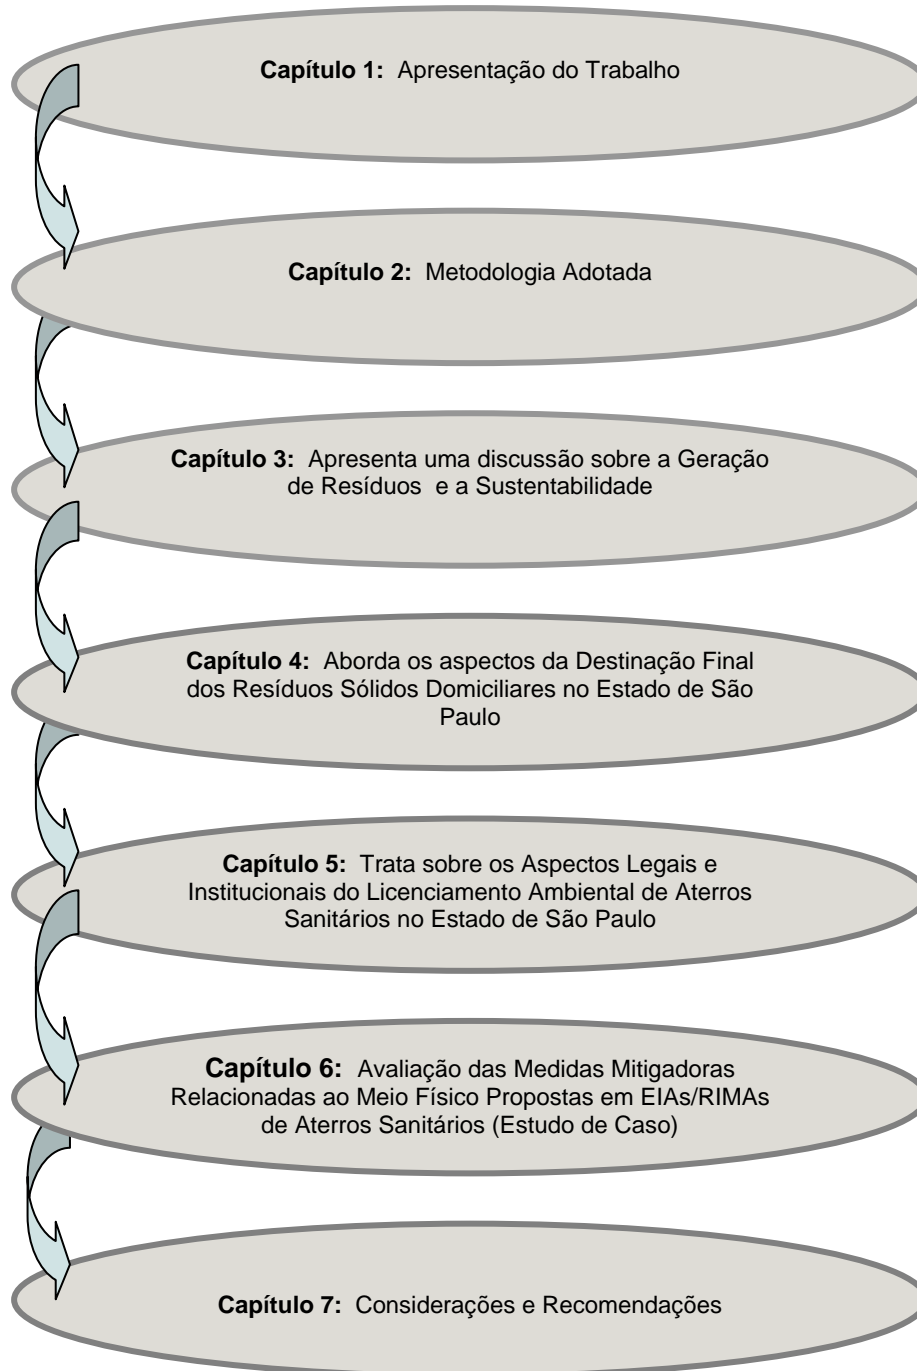 Capítulo 1: Apresentação do Trabalho
Capítulo 2: Metodologia Adotada
Capítulo 3: Apresenta uma discussão sobre a Geração
de Resíduos e a Sustentabilidade
Capítulo 4: Aborda os aspectos da Destinação Final
dos Resíduos Sólidos Domiciliares no Estado de São
Paulo
Capítulo 5: Trata sobre os Aspectos Legais e
Institucionais do Licenciamento Ambiental de Aterros
Sanitários no Estado de São Paulo
Capítulo 6: Avaliação das Medidas Mitigadoras
Relacionadas ao Meio Físico Propostas em EIAs/RIMAs
de Aterros Sanitários (Estudo de Caso)
Capítulo 7: Considerações e Recomendações